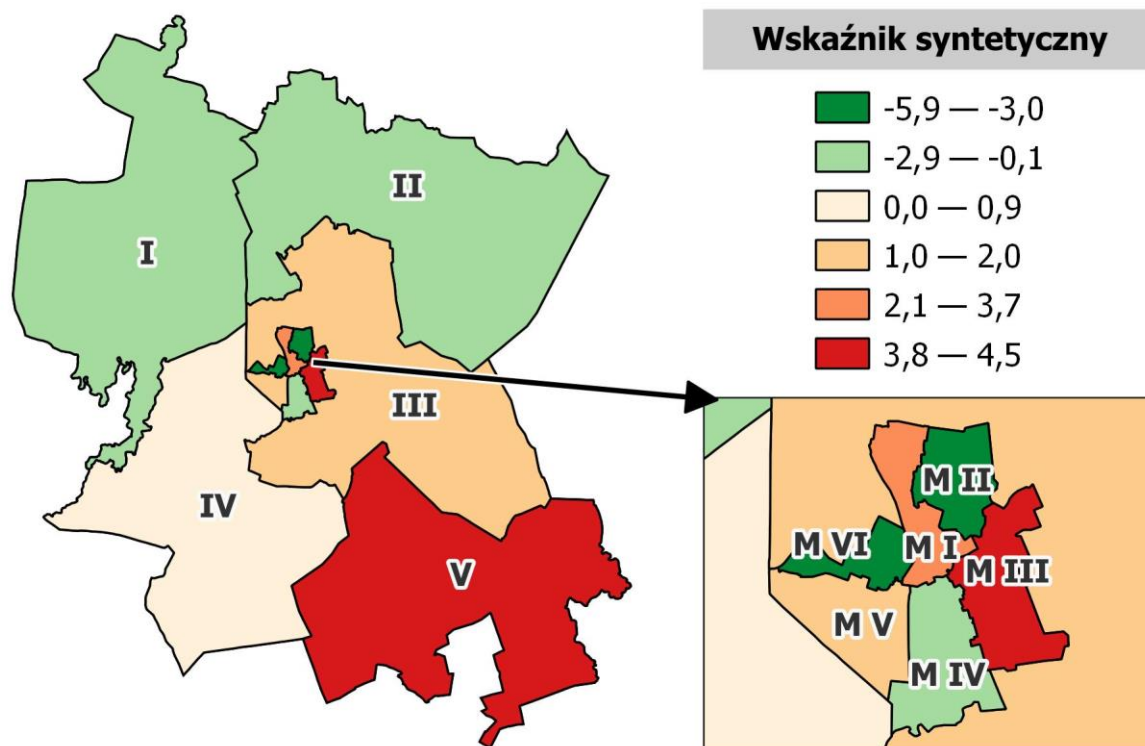 Wskaźnik syntetyczny
-5,9 — -3,0
-2,9 — -0,1
0,0 — 0,9
1,0 — 2,0
2,1 — 3,7
3,8 — 4,5
I
II
III
IV
V
M II
M VI
M I
M III
M V
M IV